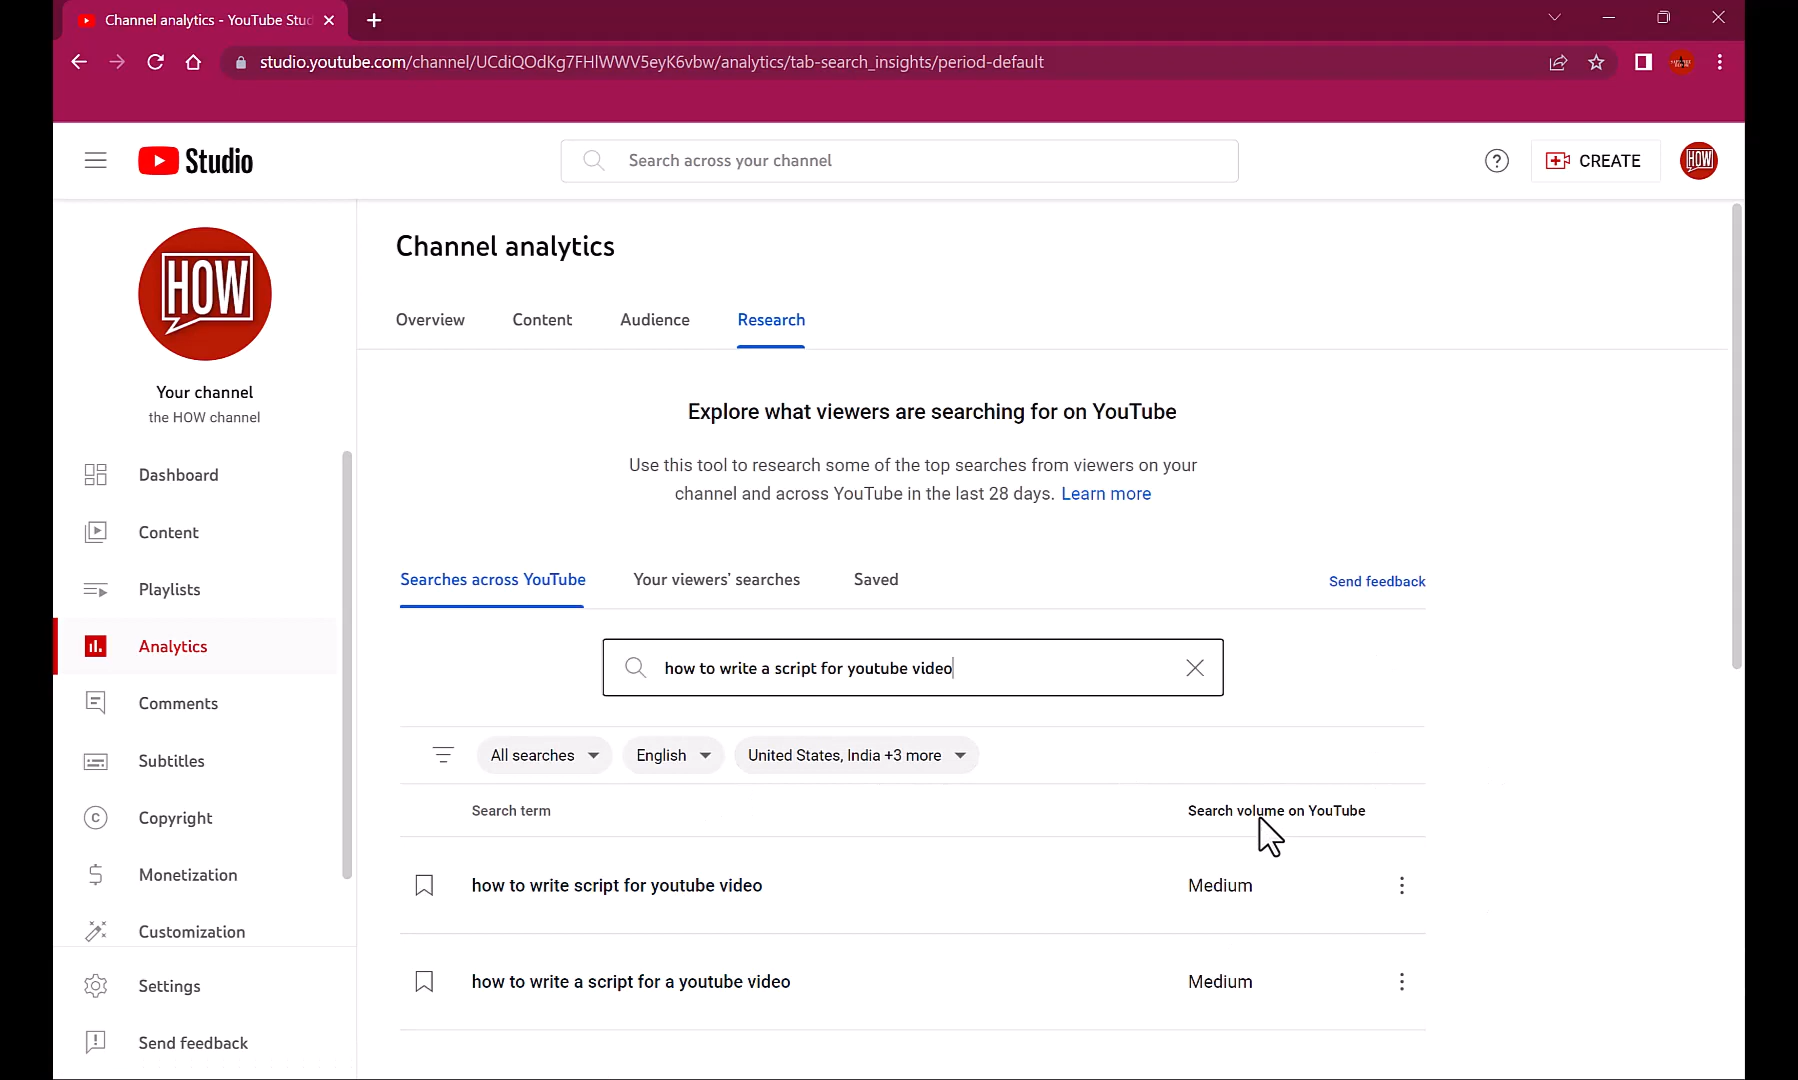 Channel analytics - YouTube Stud
studio.youtube.com/channel/UCdiQOdKg7FHlWWV5eyK6vbw/analytics/tab-search_insights/period-default
Studio
Search across your channel
CREATE
HOW
HOW
Your channel
the HOW channel
Dashboard
Content
Playlists
Analytics
Comments
Subtitles
Copyright
Monetization
Customization
Settings
Send feedback
Channel analytics
Overview Content Audience Research
Explore what viewers are searching for on YouTube
Use this tool to research some of the top searches from viewers on your
channel and across YouTube in the last 28 days. Learn more
Searches across YouTube Your viewers' searches Saved Send feedback
how to write a script for youtube video
All searches English United States, India +3 more
Search term Search volume on YouTube
how to write script for youtube video Medium
how to write a script for a youtube video Medium